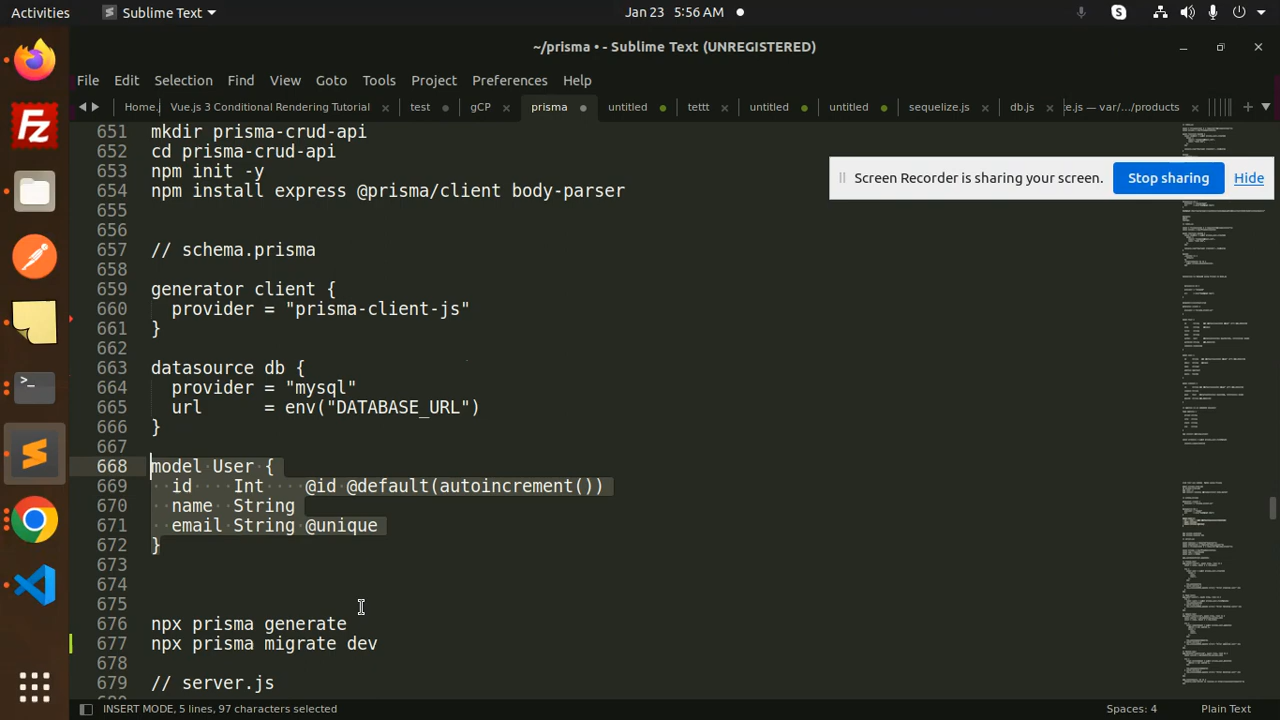 Activities
Sublime Text
Jan 23 5:56 AM
~/prisma • - Sublime Text (UNREGISTERED)
File Edit Selection Find View Goto Tools Project Preferences Help
Home. Vue.js 3 Conditional Rendering Tutorial test gCP prisma untitled tettt untitled untitled sequelize.js db.js e.js — var/.../products
Screen Recorder is sharing your screen. Stop sharing Hide
651 mkdir prisma-crud-api
652 cd prisma-crud-api
653 npm init -y
654 npm install express @prisma/client body-parser
655
656
657 // schema.prisma
658
659 generator client {
660   provider = "prisma-client-js"
661 }
662
663 datasource db {
664   provider = "mysql"
665   url      = env("DATABASE_URL")
666 }
667
668 model User {
669   id    Int    @id @default(autoincrement())
670   name  String
671   email String @unique
672 }
673
674
675
676 npx prisma generate
677 npx prisma migrate dev
678
679 // server.js
INSERT MODE, 5 lines, 97 characters selected
Spaces: 4
Plain Text